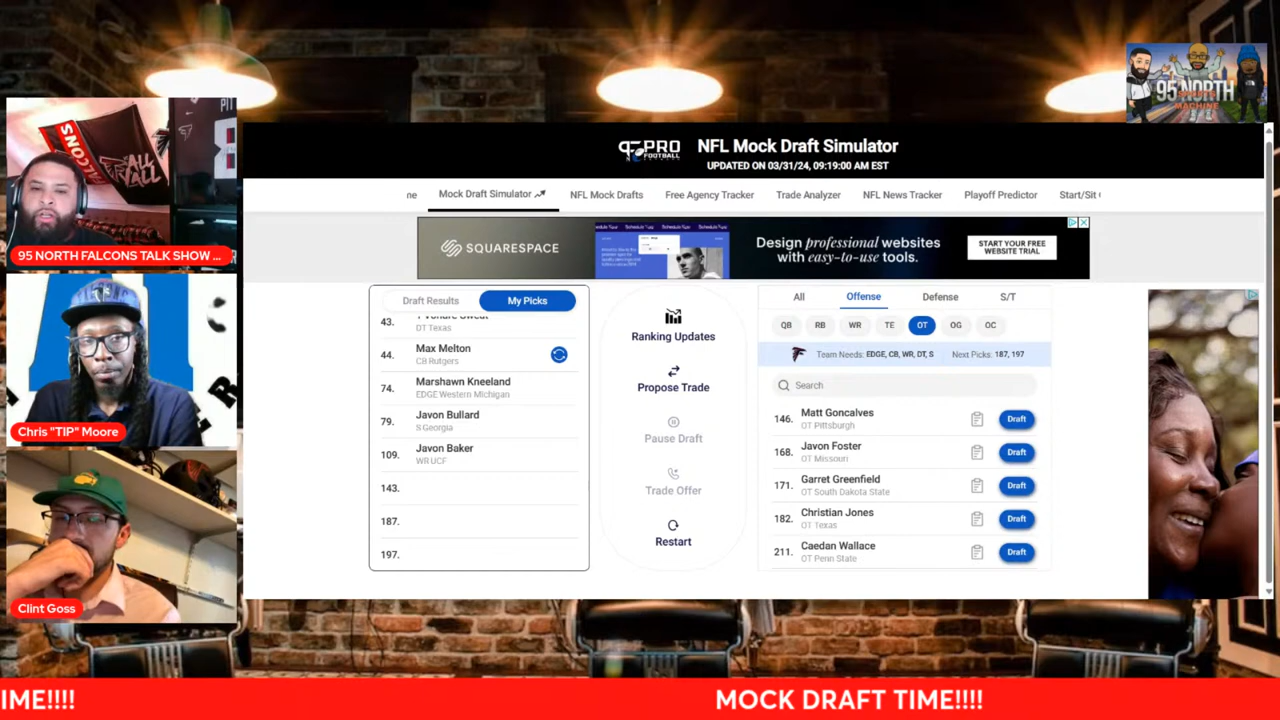 95 NORTH
MACHINE
FALCONS
PIT
95 NORTH FALCONS TALK SHOW ...
Chris "TIP" Moore
Clint Goss
PRO
FOOTBALL
NFL Mock Draft Simulator
UPDATED ON 03/31/24, 09:19:00 AM EST
ne
Mock Draft Simulator
NFL Mock Drafts
Free Agency Tracker
Trade Analyzer
NFL News Tracker
Playoff Predictor
Start/Sit
SQUARESPACE
Design professional websites
with easy-to-use tools.
START YOUR FREE
WEBSITE TRIAL
Draft Results
My Picks
43.
DT Texas
44. Max Melton
CB Rutgers
74. Marshawn Kneeland
EDGE Western Michigan
79. Javon Bullard
S Georgia
109. Javon Baker
WR UCF
143.
187.
197.
Ranking Updates
Propose Trade
Pause Draft
Trade Offer
Restart
All
Offense
Defense
S/T
QB
RB
WR
TE
OT
OG
OC
Team Needs: EDGE, CB, WR, DT, S
Next Picks: 187, 197
Search
146. Matt Goncalves Draft
OT Pittsburgh
168. Javon Foster Draft
OT Missouri
171. Garret Greenfield Draft
OT South Dakota State
182. Christian Jones Draft
OT Texas
211. Caedan Wallace Draft
OT Penn State
IME!!!!
MOCK DRAFT TIME!!!!